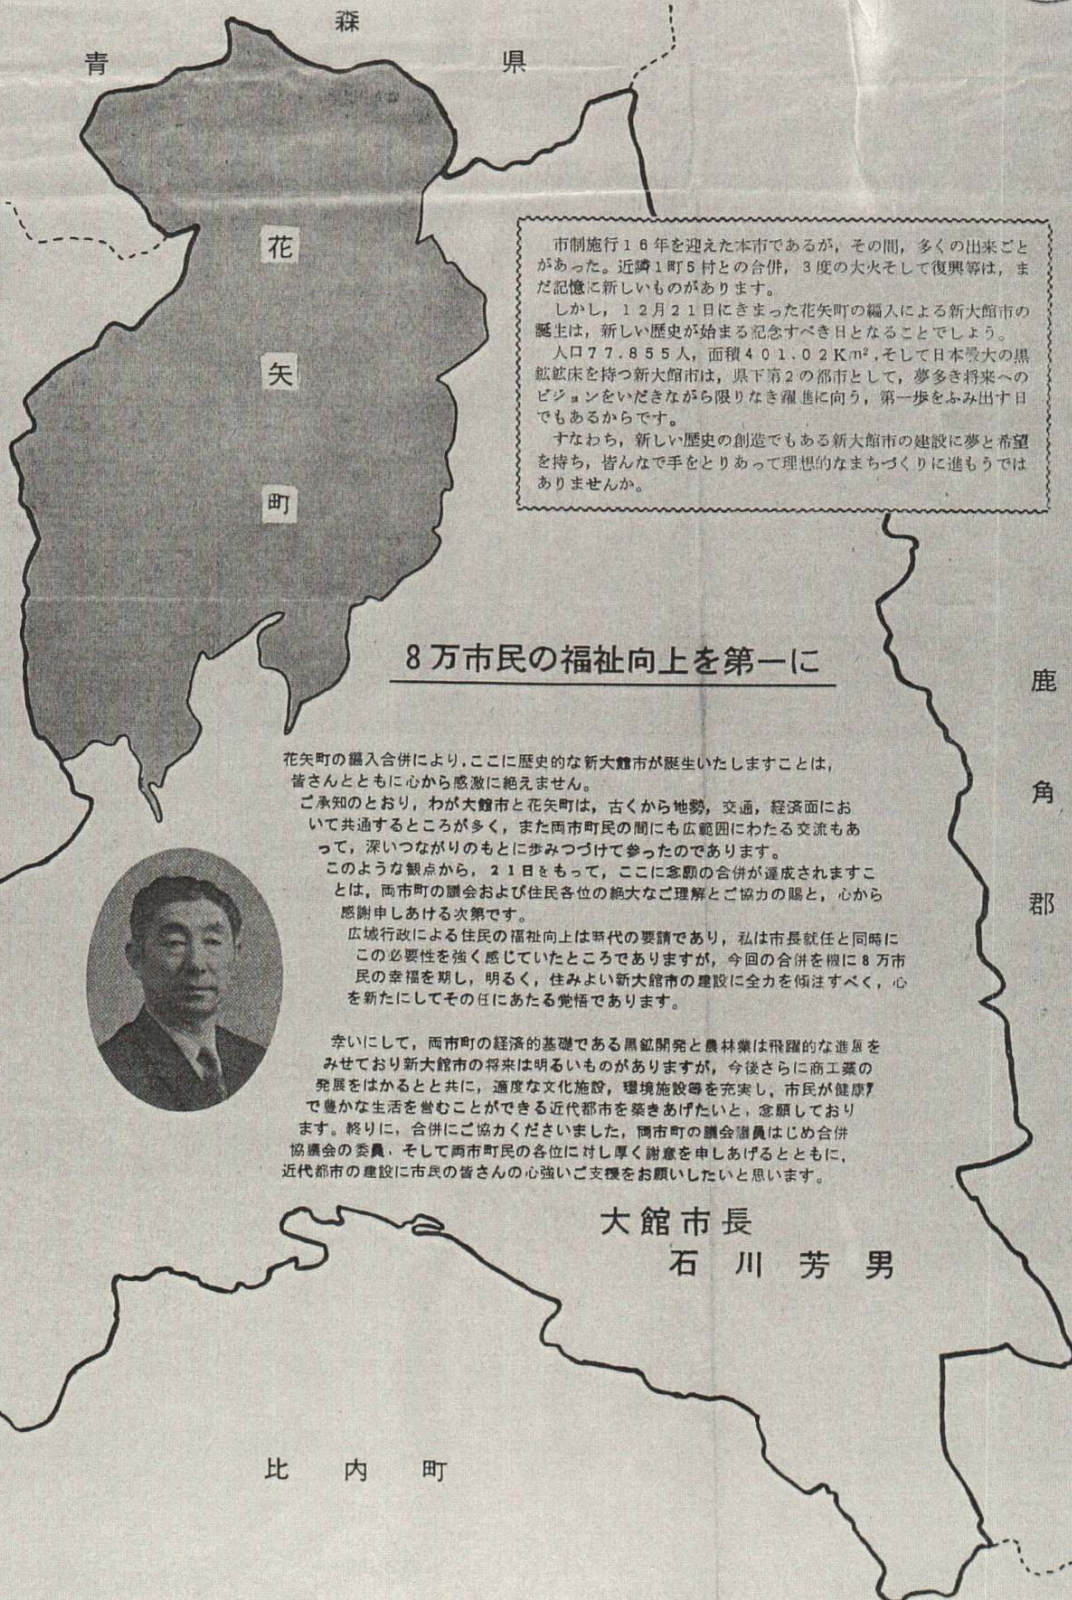 青森県
花矢町
市制施行16年を迎えた本市であるが，その間，多くの出来ごと
があった。近隣1町5村との合併，3度の大火そして復興等は，ま
だ記憶に新しいものがあります。
しかし，12月21日にきまった花矢町の編入による新大館市の
誕生は，新しい歴史が始まる記念すべき日となることでしょう。
人口77.855人，面積401.02Km²,そして日本最大の黒
鉱鉱床を持つ新大館市は，県下第2の都市として，夢多き将来への
ビジョンをいだきながら限りなき躍進に向う，第一歩をふみ出す日
でもあるからです。
すなわち，新しい歴史の創造でもある新大館市の建設に夢と希望
を持ち，皆んなで手をとりあって理想的なまちづくりに進もうでは
ありませんか。
8万市民の福祉向上を第一に
花矢町の編入合併により,ここに歴史的な新大館市が誕生いたしますことは，
皆さんとともに心から感激に絶えません。
ご承知のとおり，わが大館市と花矢町は，古くから地勢，交通，経済面にお
いて共通するところが多く，また両市町民の間にも広範囲にわたる交流もあ
って，深いつながりのもとに歩みつづけて参ったのであります。
このような観点から，21日をもって，ここに念願の合併が達成されますこ
とは，両市町の議会および住民各位の絶大なご理解とご協力の賜と，心から
感謝申しあける次第です。
広城行政による住民の福祉向上は時代の要請であり，私は市長就任と同時に
この必要性を強く感じていたところでありますが，今回の合併を機に8万市
民の幸福を期し，明るく，住みよい新大館市の建設に全力を傾注すべく，心
を新たにしてその任にあたる覚悟であります。
幸いにして，両市町の経済的基礎である黒鉱開発と農林業は飛躍的な進展を
みせており新大館市の将来は明るいものがありますが，今後さらに商工業の
発展をはかるとと共に，適度な文化施設，環境施設等を充実し，市民が健康
で豊かな生活を営むことができる近代都市を築きあげたいと，念願しており
ます。終りに，合併にご協力くださいました，両市町の議会議員はじめ合併
協議会の委員，そして両市町民の各位に対し厚く謝意を申しあげるとともに，
近代都市の建設に市民の皆さんの心強いご支援をお願いしたいと思います。
大館市長
石川芳男
鹿角郡
比内町